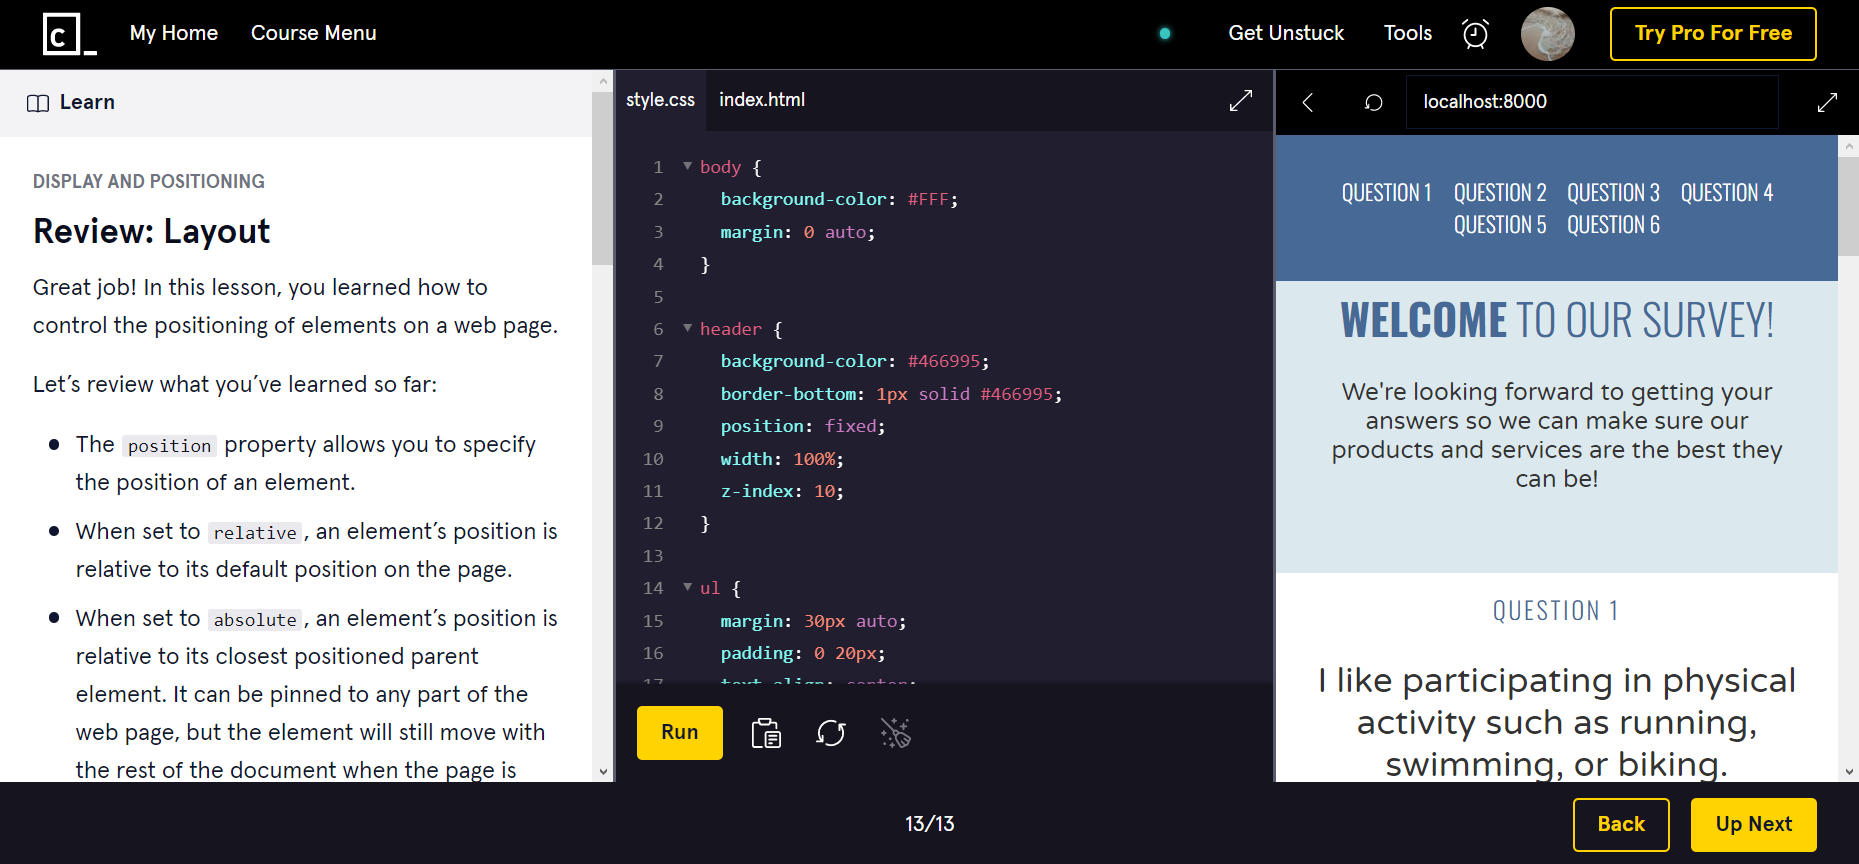 c_
My Home Course Menu Get Unstuck Tools Try Pro For Free
Learn
DISPLAY AND POSITIONING
Review: Layout
Great job! In this lesson, you learned how to
control the positioning of elements on a web page.
Let’s review what you’ve learned so far:
• The position property allows you to specify
the position of an element.
• When set to relative, an element’s position is
relative to its default position on the page.
• When set to absolute, an element’s position is
relative to its closest positioned parent
element. It can be pinned to any part of the
web page, but the element will still move with
the rest of the document when the page is
style.css index.html
1 body {
2 background-color: #FFF;
3 margin: 0 auto;
4 }
5
6 header {
7 background-color: #466995;
8 border-bottom: 1px solid #466995;
9 position: fixed;
10 width: 100%;
11 z-index: 10;
12 }
13
14 ul {
15 margin: 30px auto;
16 padding: 0 20px;
17 text-align: center;
Run
localhost:8000
QUESTION 1 QUESTION 2 QUESTION 3 QUESTION 4
QUESTION 5 QUESTION 6
WELCOME TO OUR SURVEY!
We're looking forward to getting your
answers so we can make sure our
products and services are the best they
can be!
QUESTION 1
I like participating in physical
activity such as running,
swimming, or biking.
13/13
Back Up Next